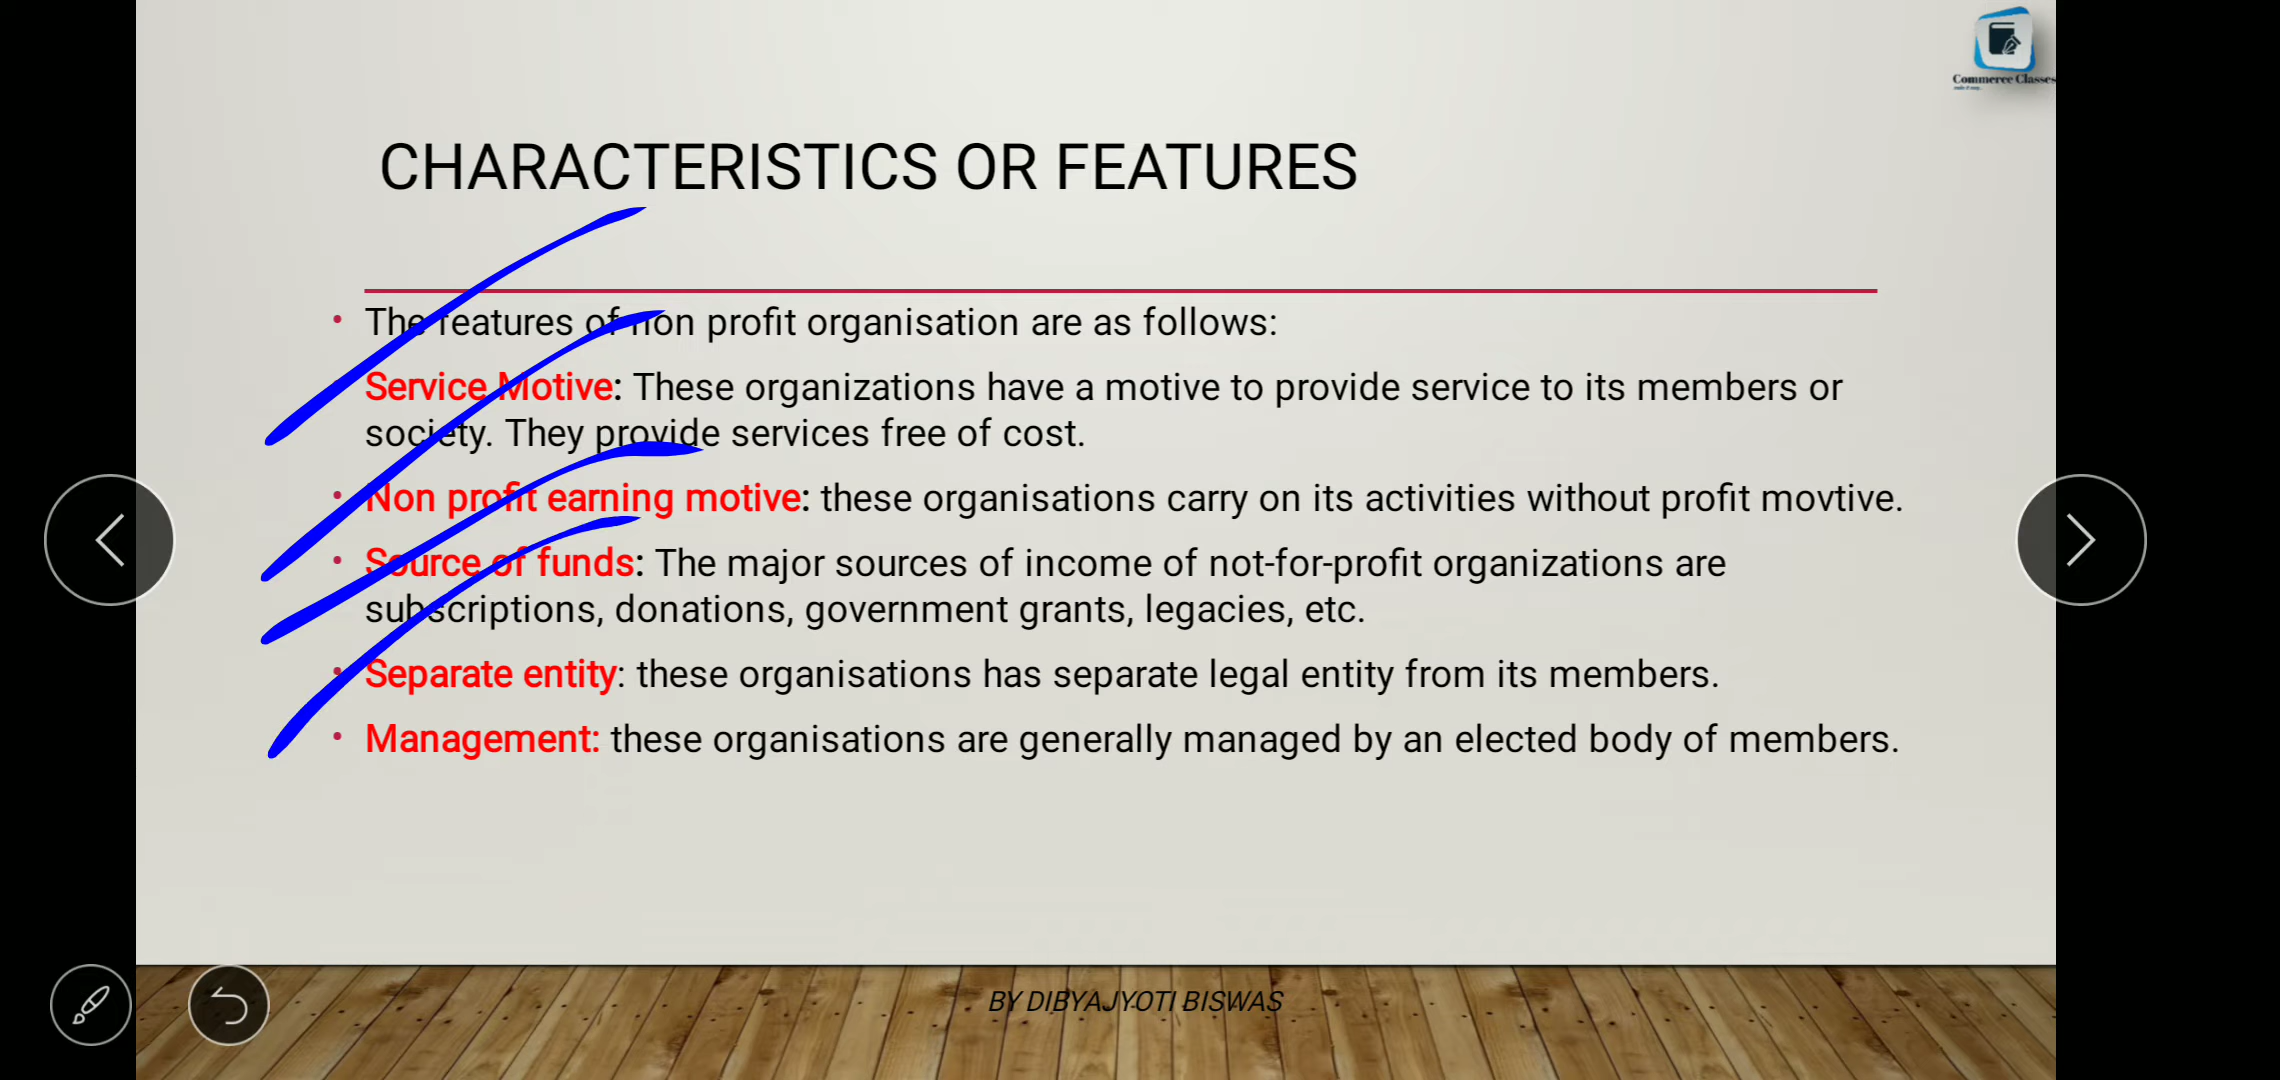 Commerce Classes
CHARACTERISTICS OR FEATURES
• The features of non profit organisation are as follows:
Service Motive: These organizations have a motive to provide service to its members or
society. They provide services free of cost.
• Non profit earning motive: these organisations carry on its activities without profit movtive.
• Source of funds: The major sources of income of not-for-profit organizations are
subscriptions, donations, government grants, legacies, etc.
• Separate entity: these organisations has separate legal entity from its members.
• Management: these organisations are generally managed by an elected body of members.
BY DIBYAJYOTI BISWAS